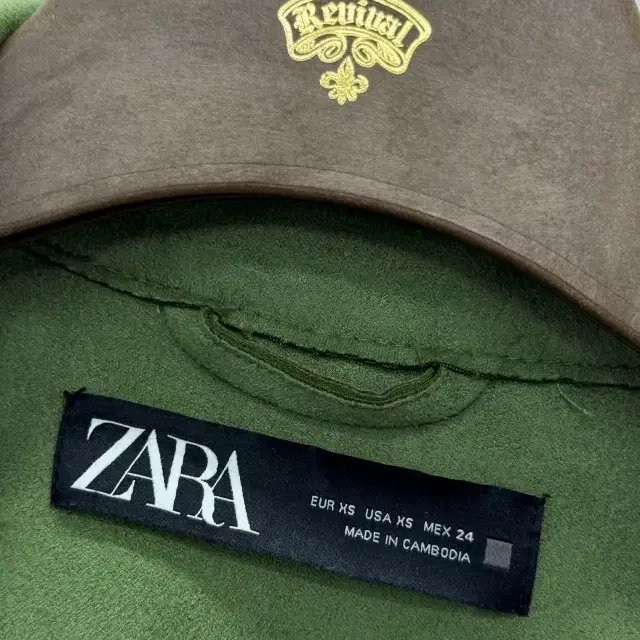 Revival
ZARA
EUR XS USA XS MEX 24
MADE IN CAMBODIA